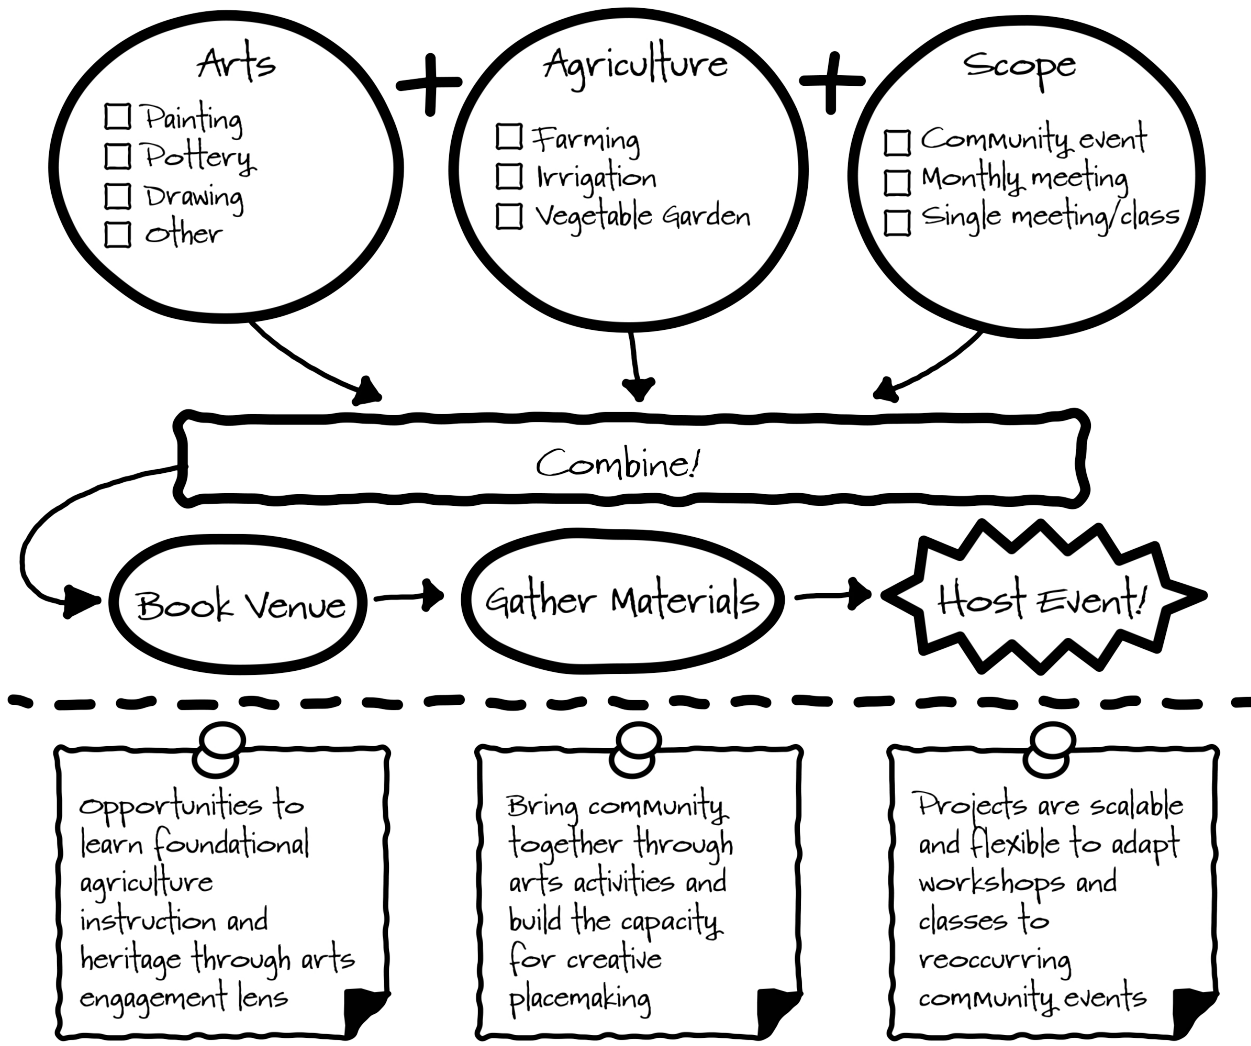 Arts
Painting
Pottery
Drawing
Other
Agriculture
Farming
Irrigation
Vegetable Garden
Scope
Community event
Monthly meeting
Single meeting/class
Combine!
Book Venue
Gather Materials
Host Event!
Opportunities to
learn foundational
agriculture
instruction and
heritage through arts
engagement lens
Bring community
together through
arts activities and
build the capacity
for creative
placemaking
Projects are scalable
and flexible to adapt
workshops and
classes to
reoccurring
community events